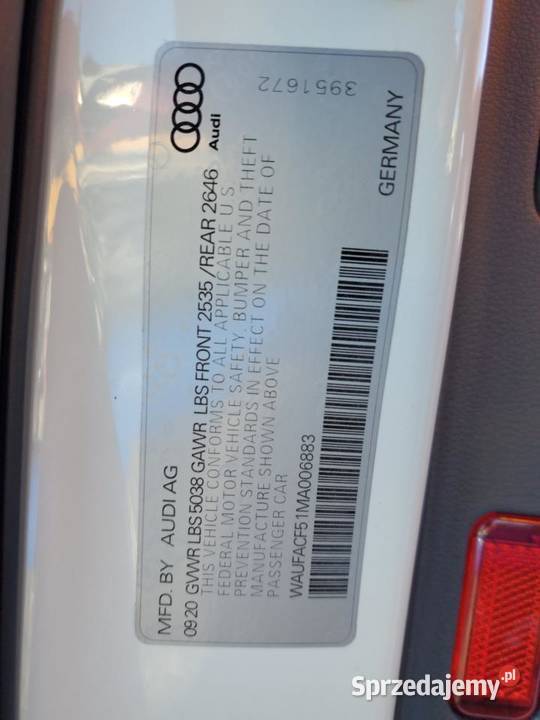 MFD. BY AUDI AG
Audi
0920 GVWR LBS 5038 GAWR LBS FRONT 2535 /REAR 2646
THIS VEHICLE CONFORMS TO ALL APPLICABLE U S
FEDERAL MOTOR VEHICLE SAFETY. BUMPER AND THEFT
PREVENTION STANDARDS IN EFFECT ON THE DATE OF
MANUFACTURE SHOWN ABOVE
PASSENGER CAR
3951672
WAUFACF51MA006883
GERMANY
Sprzedajemy.pl